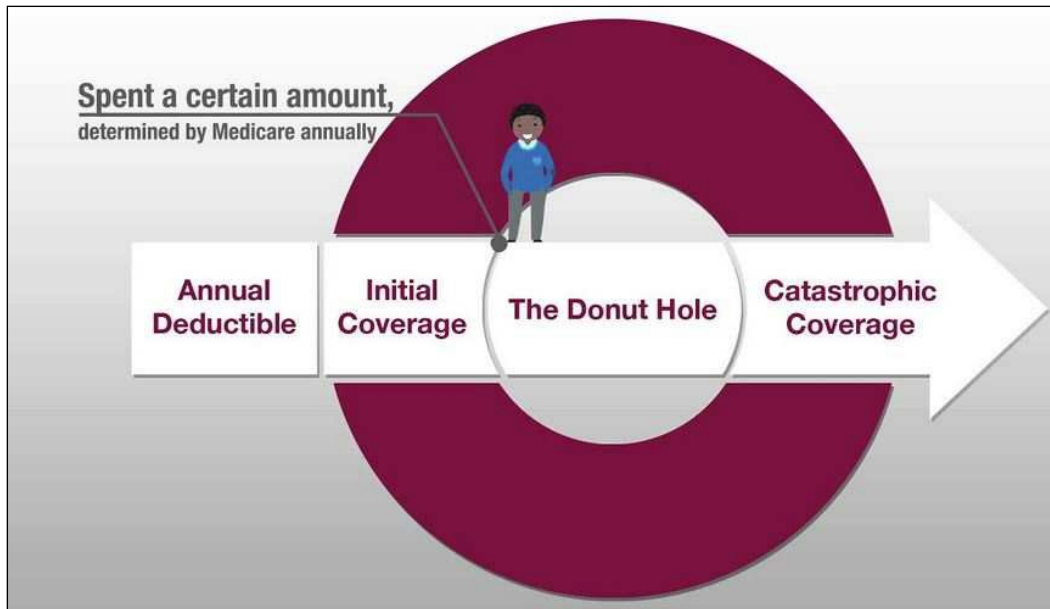 Spent a certain amount,
determined by Medicare annually
Annual
Deductible
Initial
Coverage
The Donut Hole
Catastrophic
Coverage